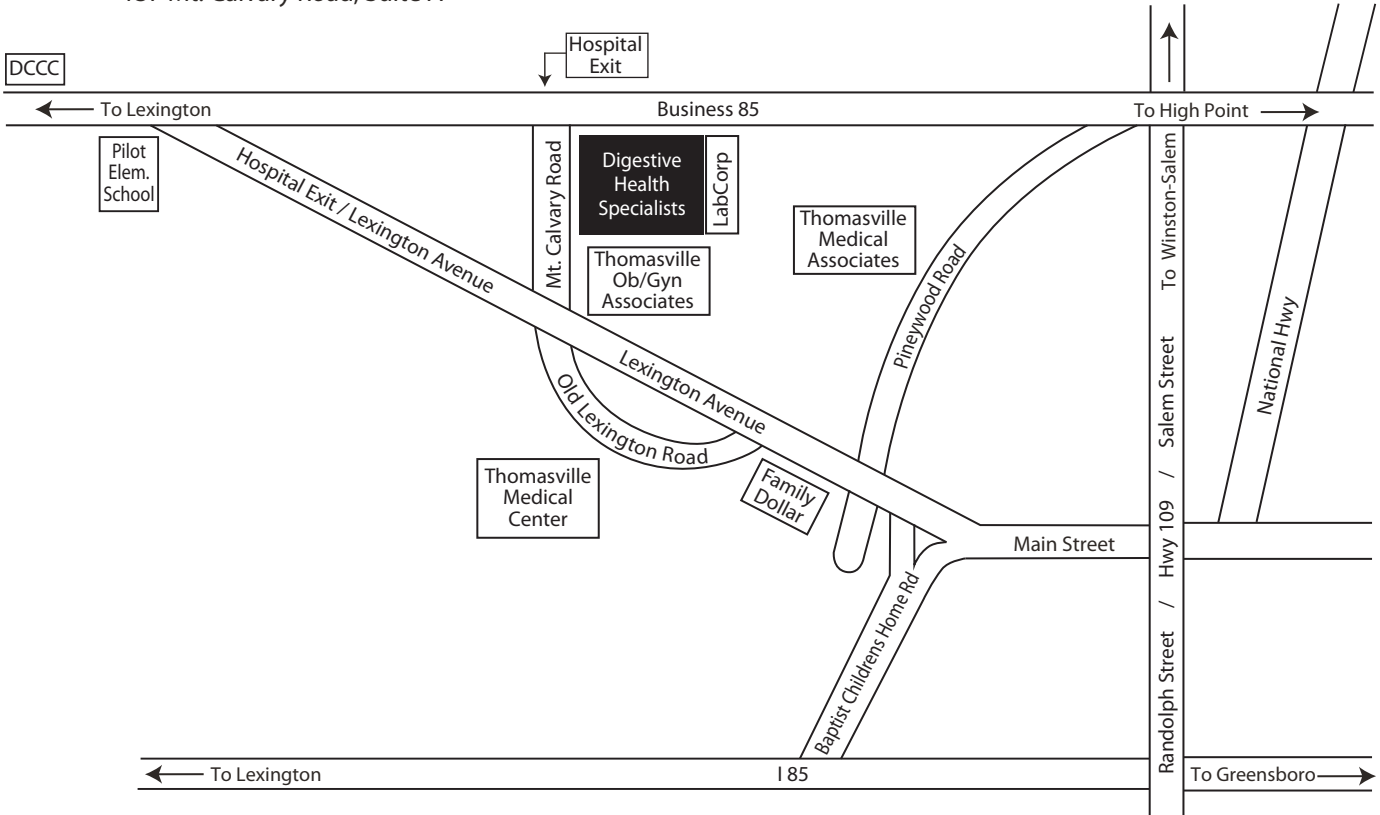 Hospital
Exit
DCCC
To Lexington
Business 85
To High Point
Pilot
Elem.
School
Hospital Exit / Lexington Avenue
Mt. Calvary Road
Digestive
Health
Specialists
LabCorp
Thomasville
Ob/Gyn
Associates
Thomasville
Medical
Associates
Pineywood Road
Randolph Street / Hwy 109 / Salem Street To Winston-Salem
National Hwy
Lexington Avenue
Old Lexington Road
Thomasville
Medical
Center
Family
Dollar
Main Street
Baptist Childrens Home Rd
To Lexington
I 85
To Greensboro